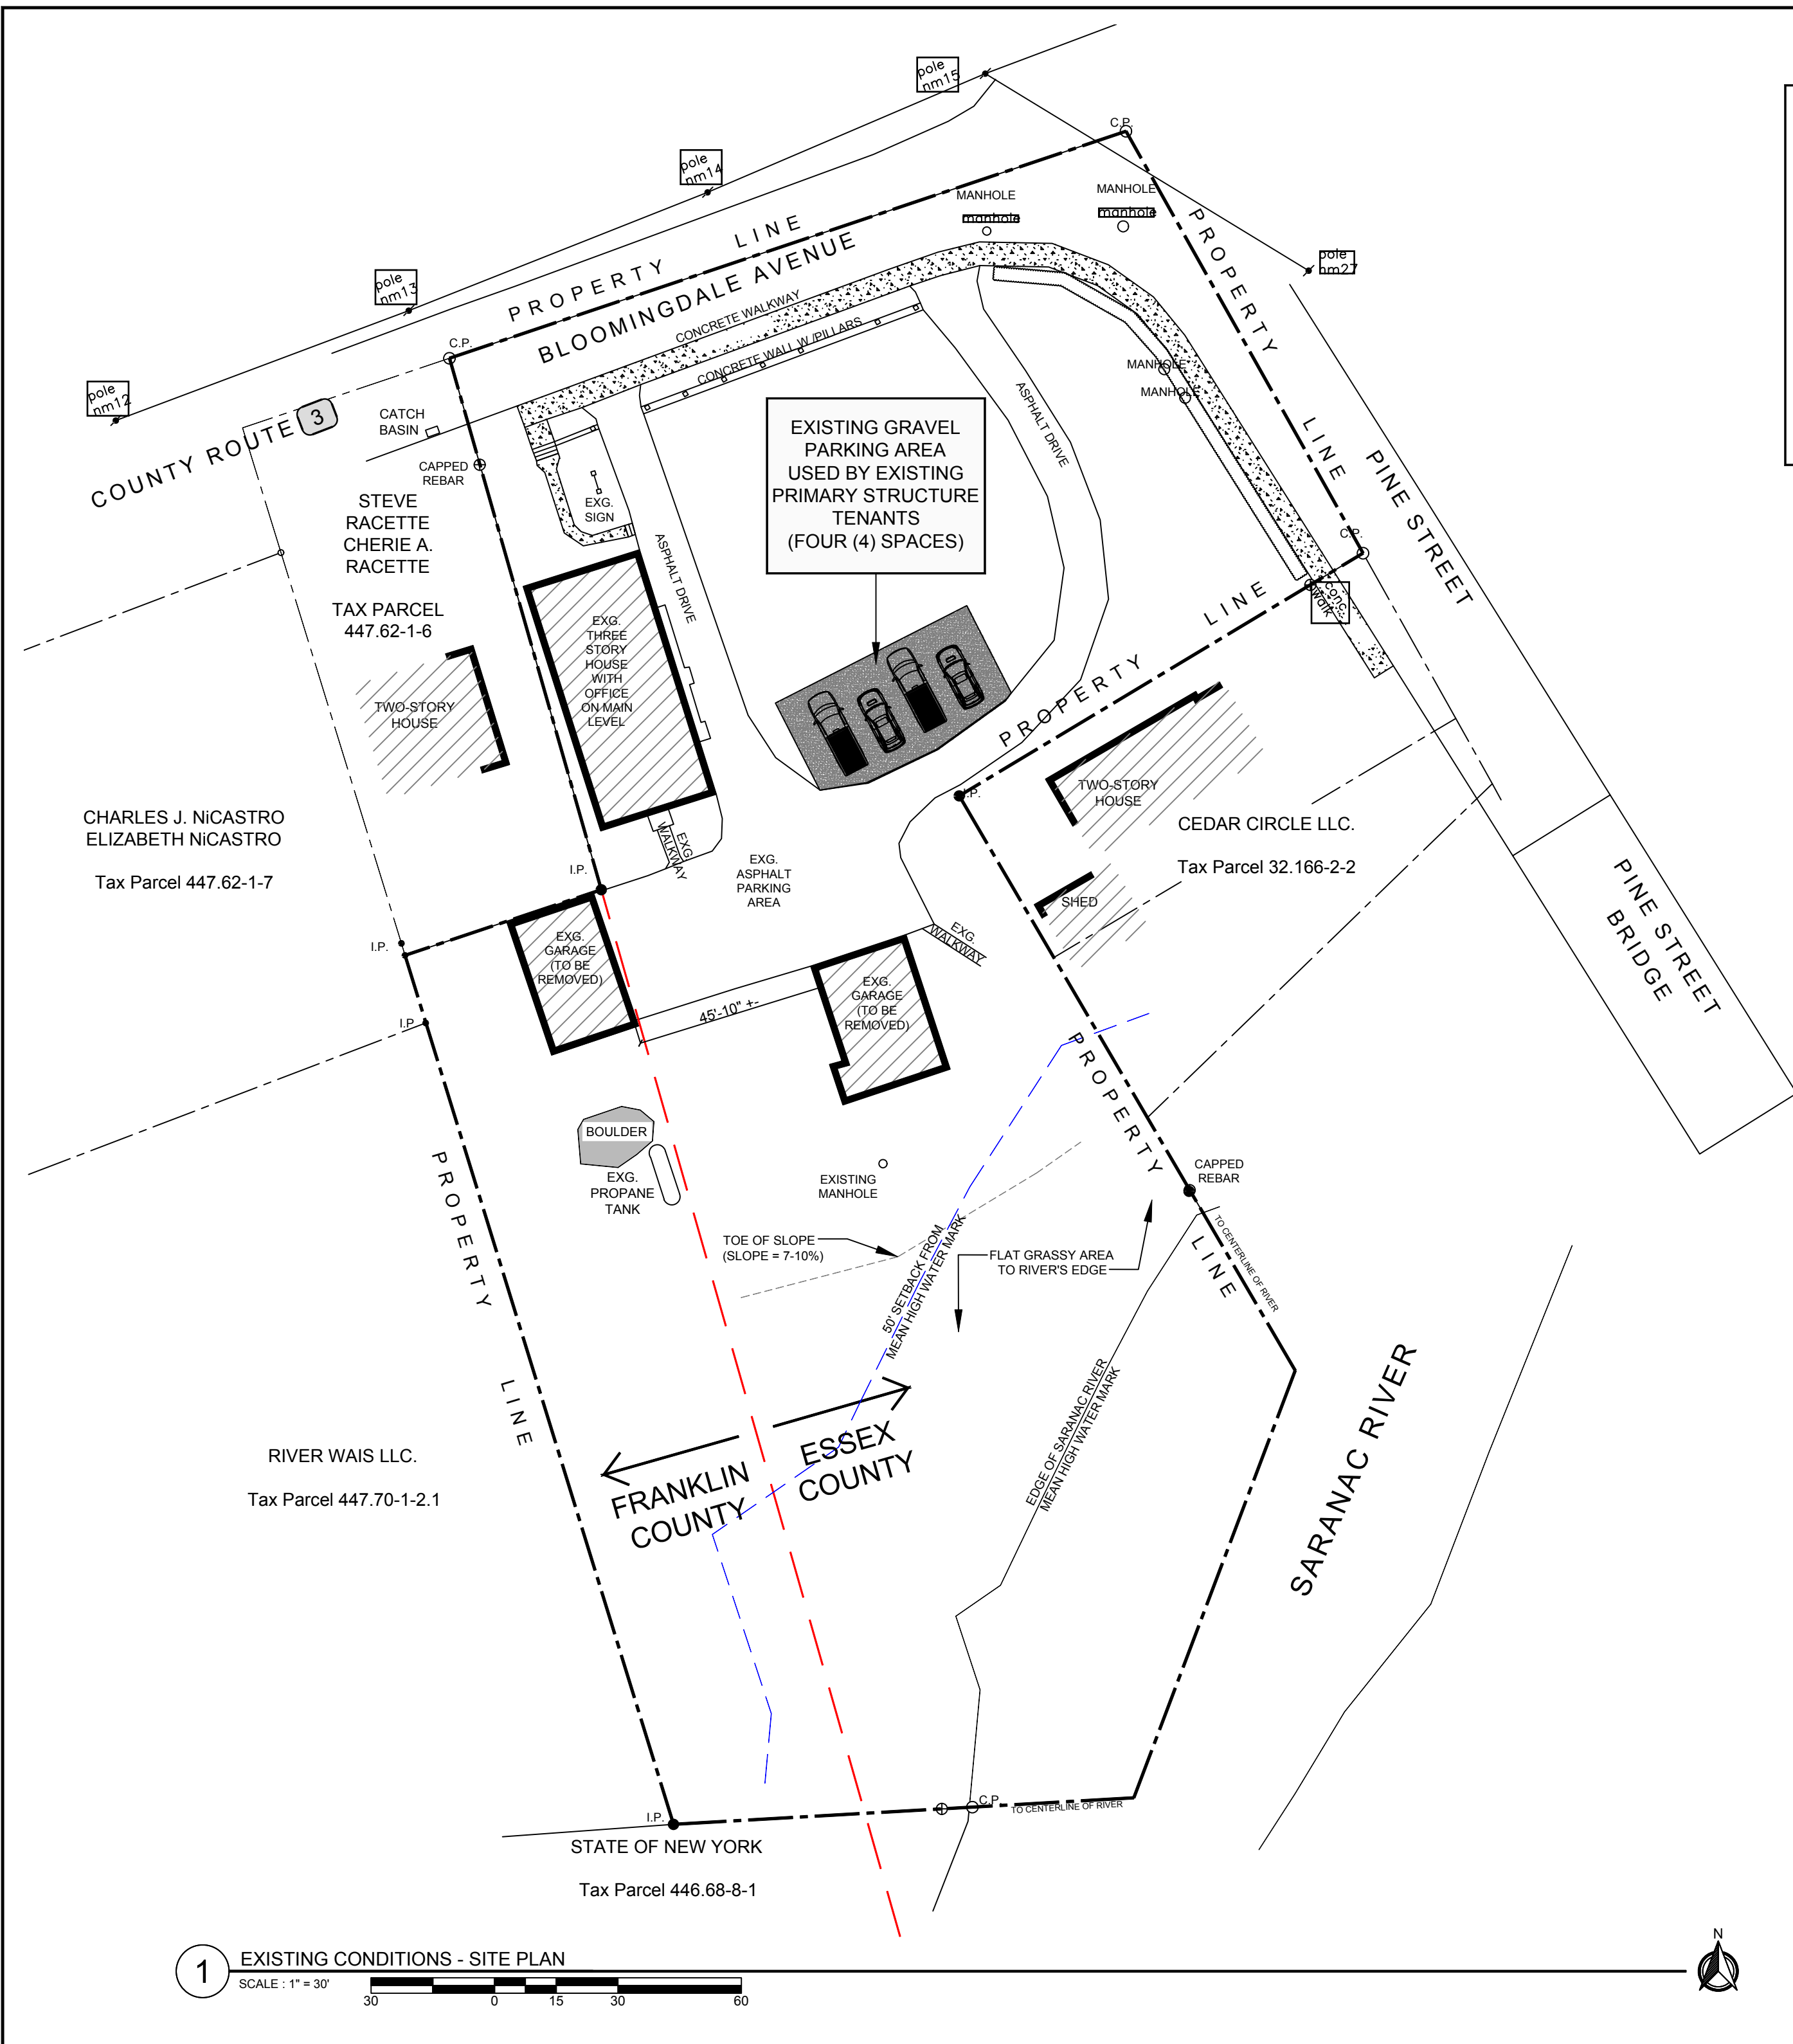 pole
nm15
C.P.
pole
nm14
MANHOLE
manhole
MANHOLE
manhole
PROPERTY LINE
PROPERTY LINE
pole
nm27
pole
nm13
BLOOMINGDALE AVENUE
CONCRETE WALKWAY
CONCRETE WALL W /PILLARS
C.P.
pole
nm12
COUNTY ROUTE 3
CATCH
BASIN
CAPPED
REBAR
MANHOLE
MANHOLE
ASPHALT DRIVE
EXISTING GRAVEL
PARKING AREA
USED BY EXISTING
PRIMARY STRUCTURE
TENANTS
(FOUR (4) SPACES)
PINE STREET
STEVE
RACETTE
CHERIE A.
RACETTE
TAX PARCEL
447.62-1-6
EXG.
SIGN
ASPHALT DRIVE
C.P.
conc.
walk
PROPERTY LINE
EXG.
THREE
STORY
HOUSE
WITH
OFFICE
ON MAIN
LEVEL
TWO-STORY
HOUSE
TWO-STORY
HOUSE
I.P.
CHARLES J. NiCASTRO
ELIZABETH NiCASTRO
Tax Parcel 447.62-1-7
CEDAR CIRCLE LLC.
Tax Parcel 32.166-2-2
EXG.
WALKWAY
I.P.
EXG.
ASPHALT
PARKING
AREA
SHED
PINE STREET
BRIDGE
I.P.
EXG.
GARAGE
(TO BE
REMOVED)
EXG.
WALKWAY
EXG.
GARAGE
(TO BE
REMOVED)
45'-10" +-
I.P.
PROPERTY LINE
BOULDER
EXG.
PROPANE
TANK
EXISTING
MANHOLE
CAPPED
REBAR
PROPERTY LINE
TO CENTERLINE OF RIVER
TOE OF SLOPE
(SLOPE = 7-10%)
50' SETBACK FROM
MEAN HIGH WATER MARK
FLAT GRASSY AREA
TO RIVER'S EDGE
EDGE OF SARANAC RIVER
MEAN HIGH WATER MARK
SARANAC RIVER
RIVER WAIS LLC.
Tax Parcel 447.70-1-2.1
FRANKLIN
COUNTY
ESSEX
COUNTY
I.P.
C.P.
TO CENTERLINE OF RIVER
STATE OF NEW YORK
Tax Parcel 446.68-8-1
1
EXISTING CONDITIONS - SITE PLAN
SCALE : 1" = 30'
30 0 15 30 60
N